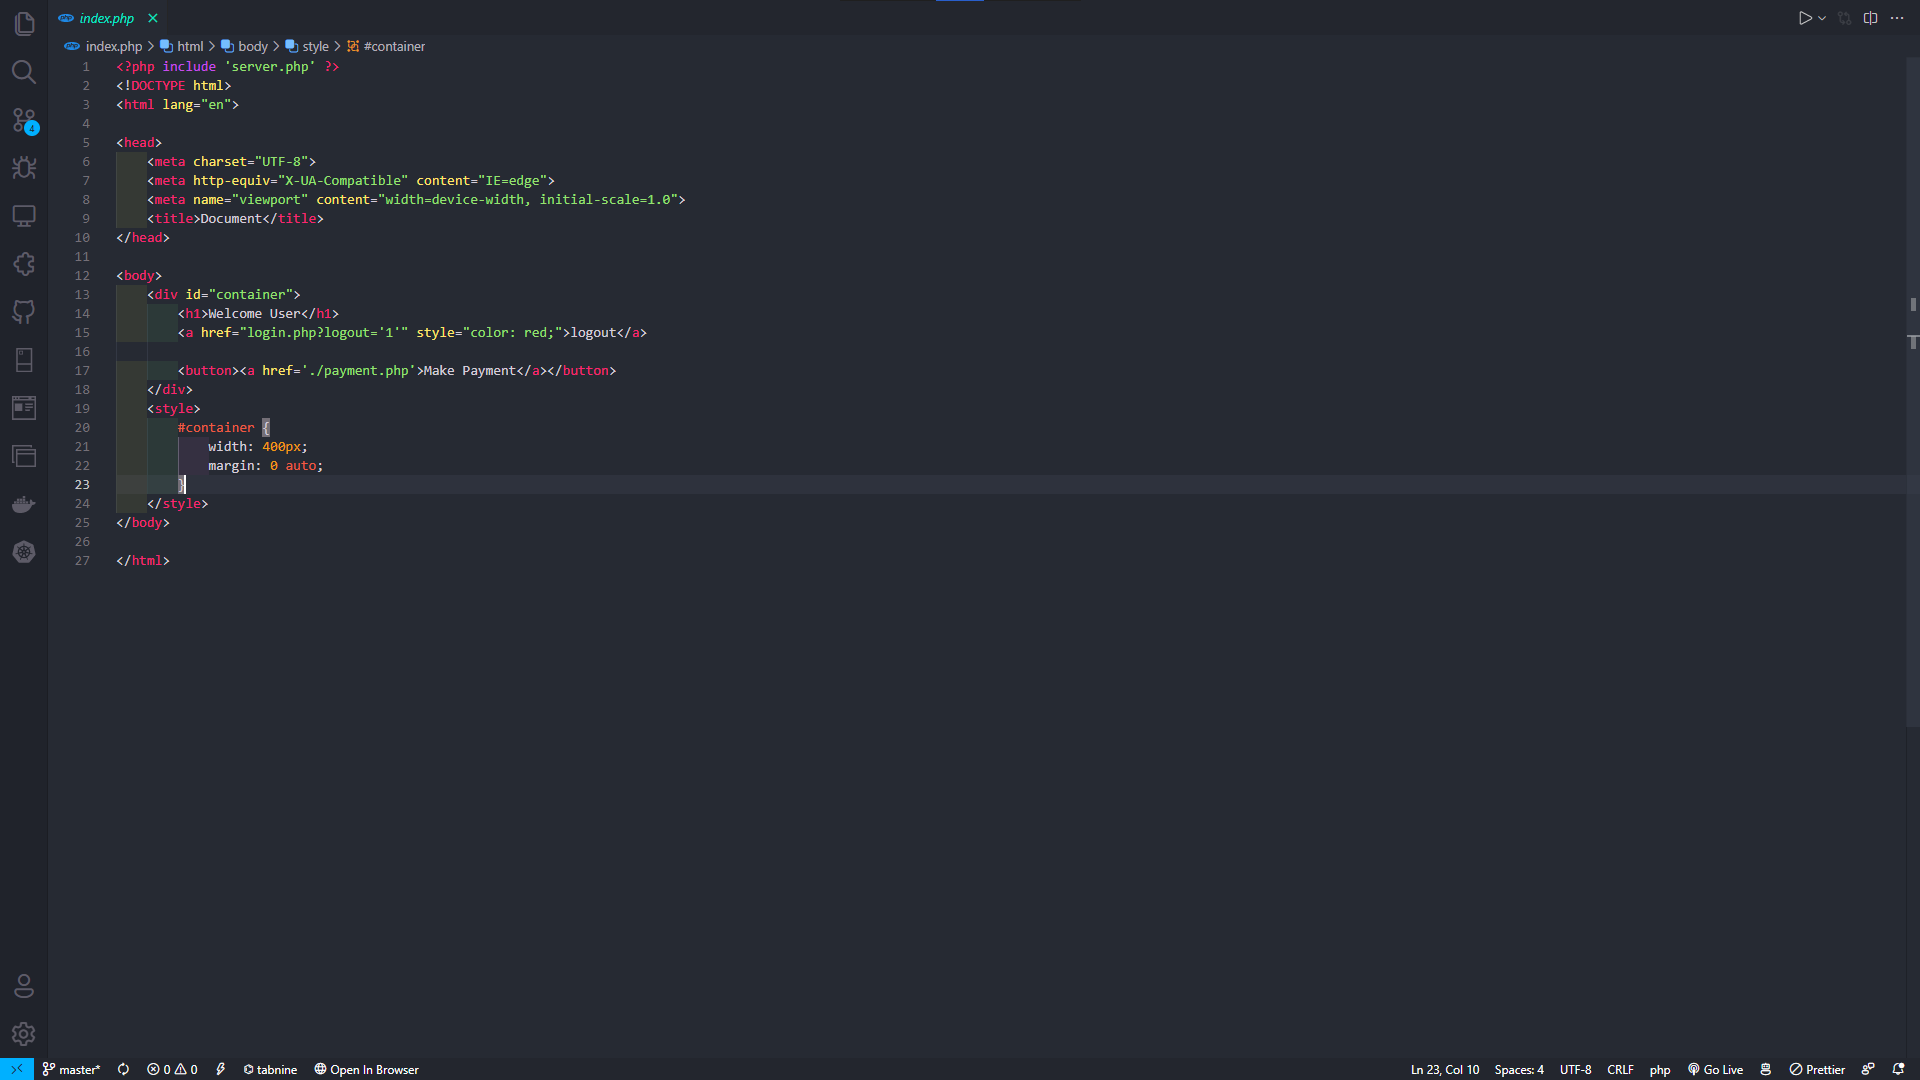 index.php
index.php > html > body > style > #container
1 <?php include 'server.php' ?>
2 <!DOCTYPE html>
3 <html lang="en">
4
5 <head>
6     <meta charset="UTF-8">
7     <meta http-equiv="X-UA-Compatible" content="IE=edge">
8     <meta name="viewport" content="width=device-width, initial-scale=1.0">
9     <title>Document</title>
10 </head>
11
12 <body>
13     <div id="container">
14         <h1>Welcome User</h1>
15         <a href="login.php?logout='1'" style="color: red;">logout</a>
16
17         <button><a href='./payment.php'>Make Payment</a></button>
18     </div>
19     <style>
20         #container {
21             width: 400px;
22             margin: 0 auto;
23         }
24     </style>
25 </body>
26
27 </html>
4
master* 0 0 tabnine Open In Browser Ln 23, Col 10 Spaces: 4 UTF-8 CRLF php Go Live Prettier